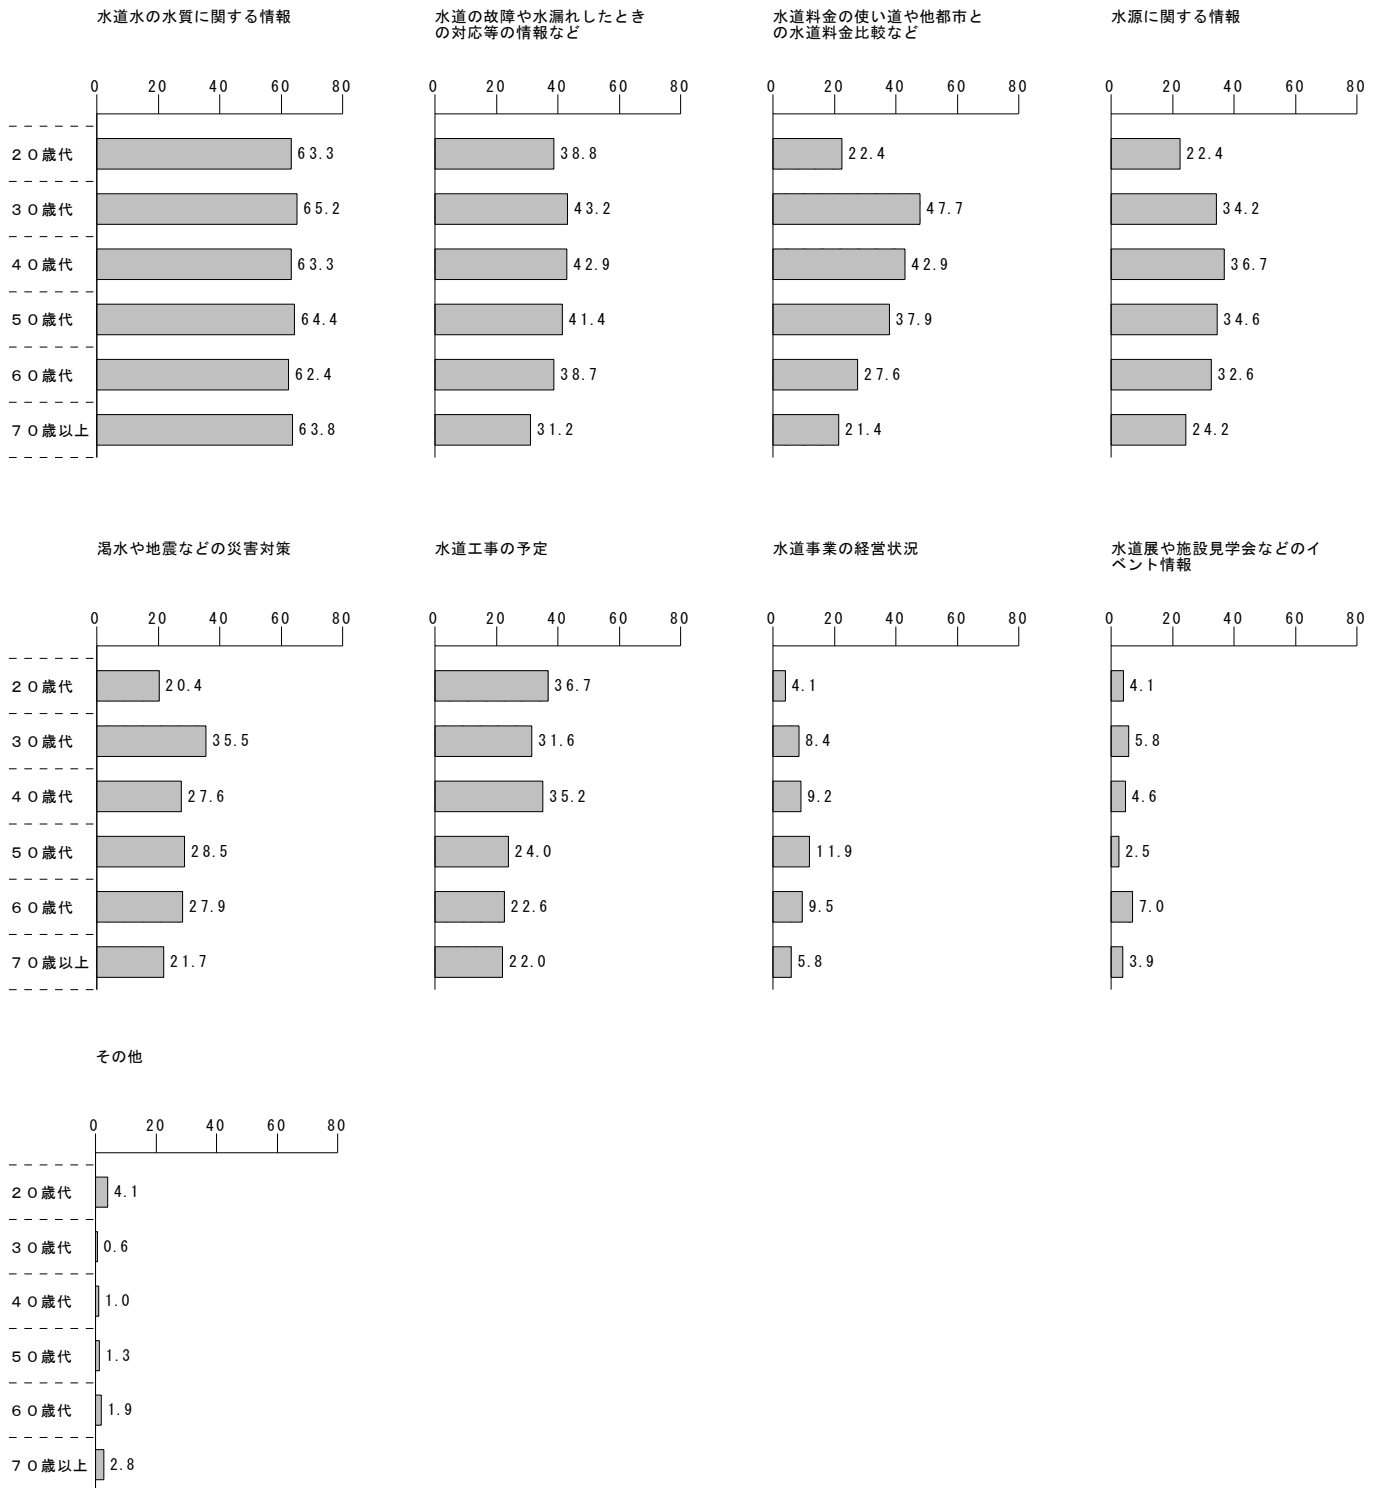 水道水の水質に関する情報
水道の故障や水漏れしたとき
の対応等の情報など
水道料金の使い道や他都市と
の水道料金比較など
水源に関する情報
0 20 40 60 80 0 20 40 60 80 0 20 40 60 80 0 20 40 60 80
２０歳代 63.3 38.8 22.4 22.4
３０歳代 65.2 43.2 47.7 34.2
４０歳代 63.3 42.9 42.9 36.7
５０歳代 64.4 41.4 37.9 34.6
６０歳代 62.4 38.7 27.6 32.6
７０歳以上 63.8 31.2 21.4 24.2
渇水や地震などの災害対策
水道工事の予定
水道事業の経営状況
水道展や施設見学会などのイ
ベント情報
0 20 40 60 80 0 20 40 60 80 0 20 40 60 80 0 20 40 60 80
２０歳代 20.4 36.7 4.1 4.1
３０歳代 35.5 31.6 8.4 5.8
４０歳代 27.6 35.2 9.2 4.6
５０歳代 28.5 24.0 11.9 2.5
６０歳代 27.9 22.6 9.5 7.0
７０歳以上 21.7 22.0 5.8 3.9
その他
0 20 40 60 80
２０歳代 4.1
３０歳代 0.6
４０歳代 1.0
５０歳代 1.3
６０歳代 1.9
７０歳以上 2.8